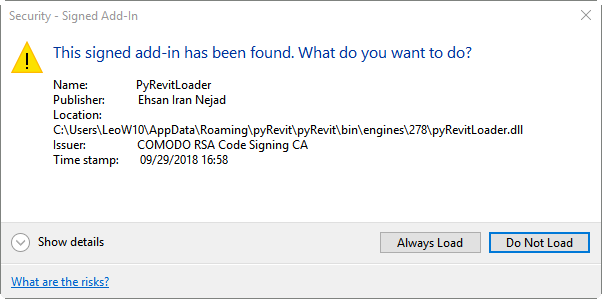 Security - Signed Add-In
This signed add-in has been found. What do you want to do?
Name: PyRevitLoader
Publisher: Ehsan Iran Nejad
Location:
C:\Users\LeoW10\AppData\Roaming\pyRevit\pyRevit\bin\engines\278\pyRevitLoader.dll
Issuer: COMODO RSA Code Signing CA
Time stamp: 09/29/2018 16:58
Show details
Always Load
Do Not Load
What are the risks?